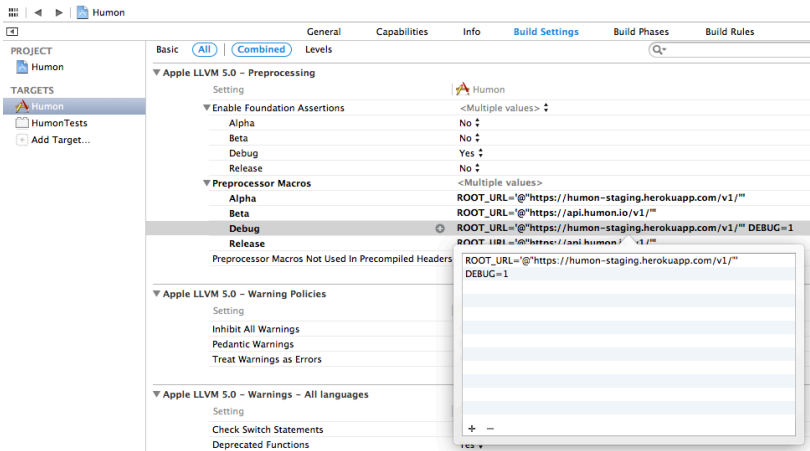 Humon
General Capabilities Info Build Settings Build Phases Build Rules
Basic All Combined Levels
PROJECT
Humon
TARGETS
Humon
HumonTests
Add Target...
Apple LLVM 5.0 - Preprocessing
Setting Humon
Enable Foundation Assertions <Multiple values>
Alpha No
Beta No
Debug Yes
Release No
Preprocessor Macros <Multiple values>
Alpha ROOT_URL='@"https://humon-staging.herokuapp.com/v1/"'
Beta ROOT_URL='@"https://api.humon.io/v1/"'
Debug ROOT_URL='@"https://humon-staging.herokuapp.com/v1/"' DEBUG=1
Release ROOT_URL='@"https://api.humon
Preprocessor Macros Not Used In Precompiled Headers
ROOT_URL='@"https://humon-staging.herokuapp.com/v1/"'
DEBUG=1
Apple LLVM 5.0 - Warning Policies
Setting
Inhibit All Warnings
Pedantic Warnings
Treat Warnings as Errors
Apple LLVM 5.0 - Warnings - All languages
Setting
Check Switch Statements
Deprecated Functions Yes